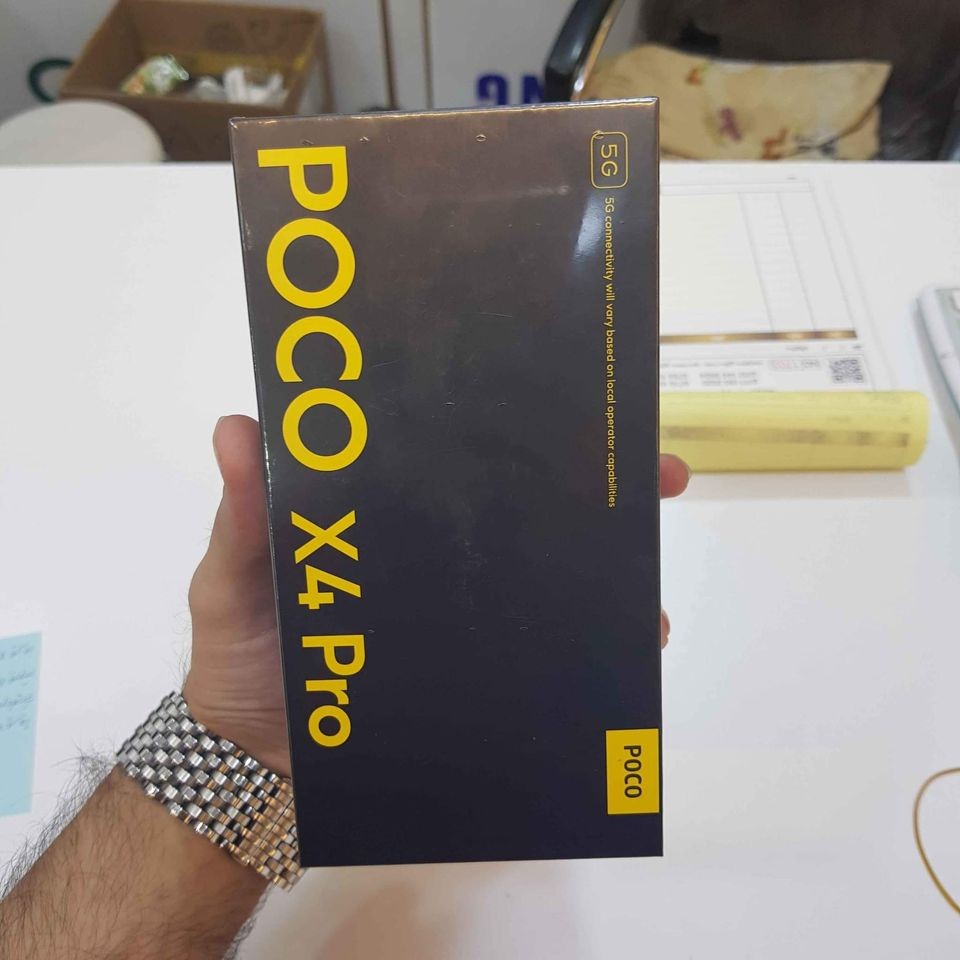 POCO X4 Pro
5G
5G connectivity will vary based on local operator capabilities
POCO